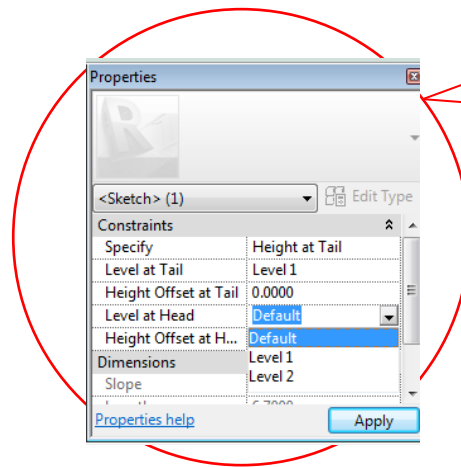 Properties
R
<Sketch> (1) Edit Type
Constraints
Specify Height at Tail
Level at Tail Level 1
Height Offset at Tail 0.0000
Level at Head Default
Height Offset at H... Default
Level 1
Dimensions
Level 2
Slope
Properties help Apply